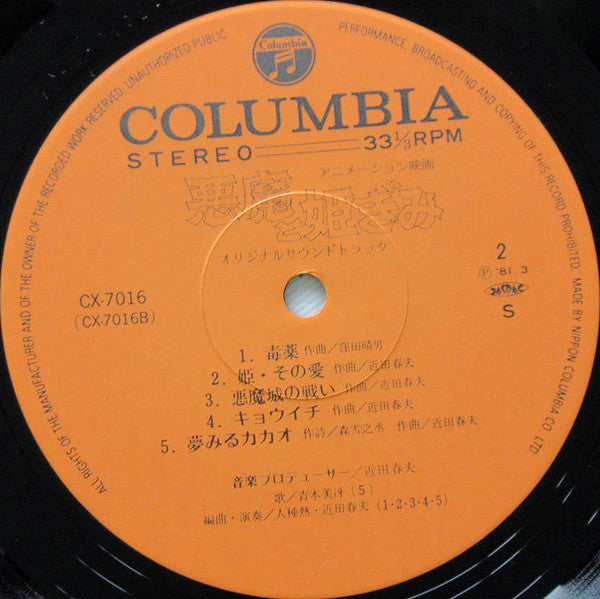 Columbia
COLUMBIA
STEREO 33⅓RPM
アニメーション映画
悪魔と姫ぎみ
オリジナルサウンドトラック
CX-7016
(CX-7016B)
2
Ⓟ '81. 3
S
1. 毒薬 作曲／窪田晴男
2. 姫・その愛 作曲／近田春夫
3. 悪魔城の戦い 作曲／近田春夫
4. キョウイチ 作曲／近田春夫
5. 夢みるカカオ 作詩／森雪之丞 作曲／近田春夫
音楽プロデューサー／近田春夫
歌／青木美冴 (5)
編曲・演奏／人種熱・近田春夫 (1・2・3・4・5)
ALL RIGHTS OF THE MANUFACTURER AND OF THE OWNER OF THE RECORDED WORK RESERVED. UNAUTHORIZED PUBLIC PERFORMANCE, BROADCASTING AND COPYING OF THIS RECORD PROHIBITED. MADE BY NIPPON COLUMBIA CO. LTD.